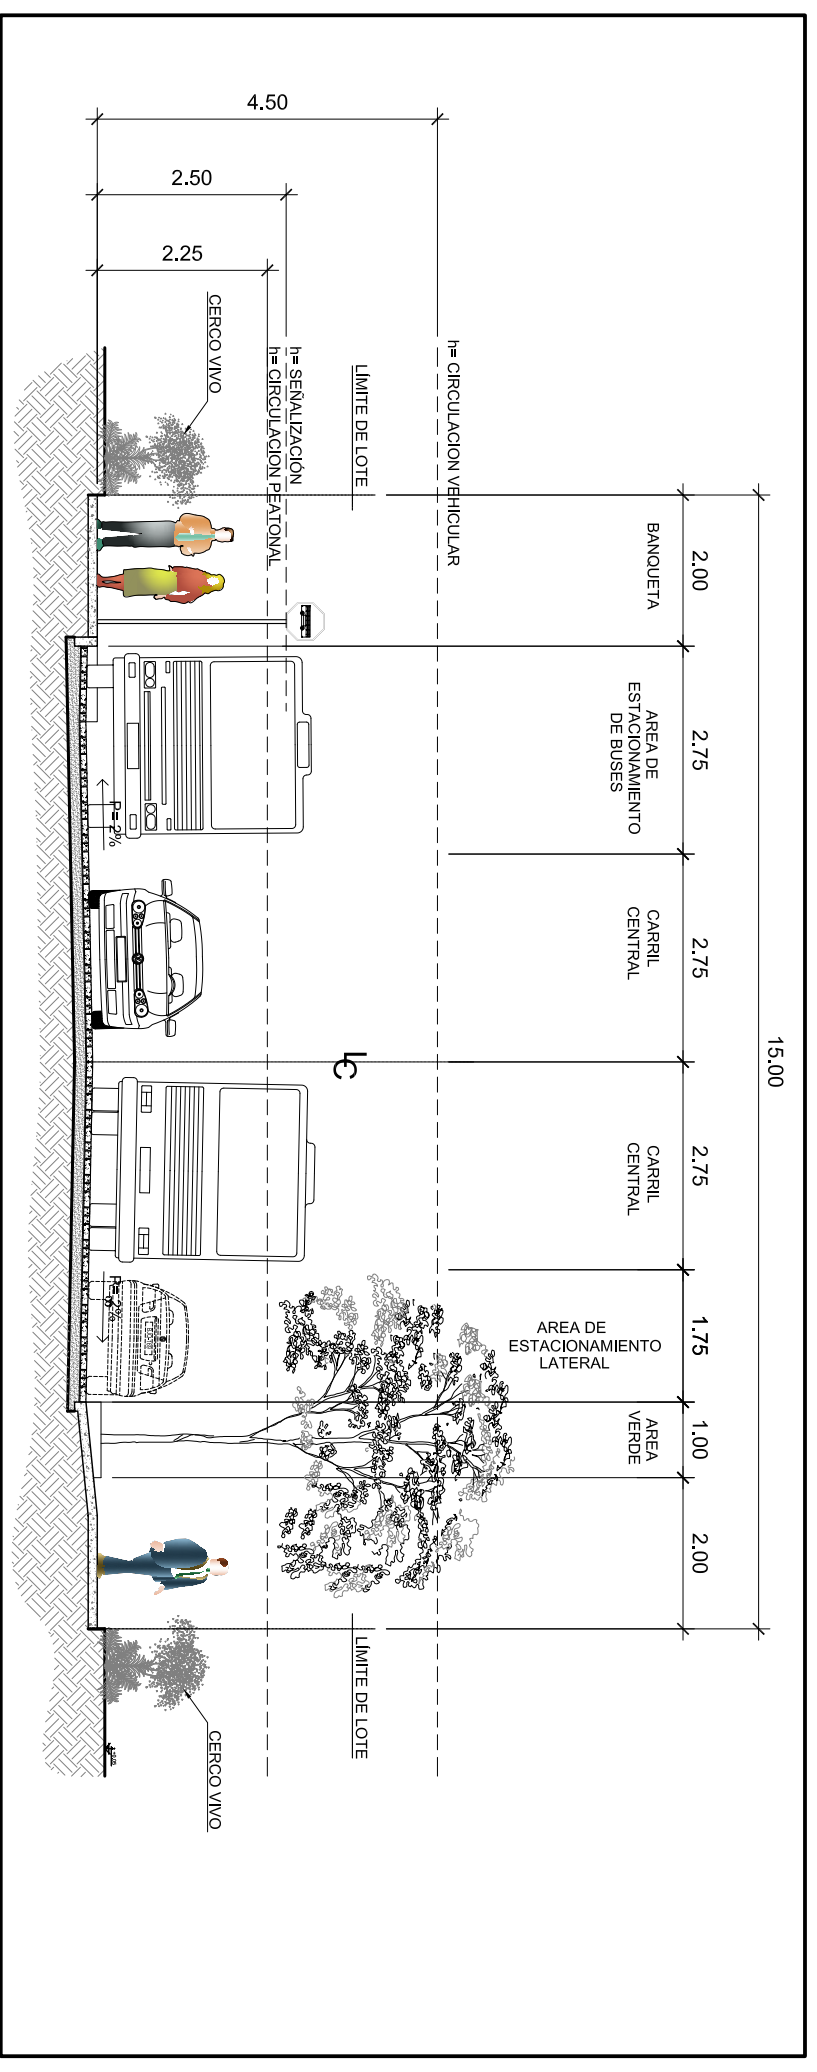 15.00
2.00
2.75
2.75
2.75
1.75
1.00
2.00
BANQUETA
AREA DE
ESTACIONAMIENTO
DE BUSES
CARRIL
CENTRAL
CARRIL
CENTRAL
AREA DE
ESTACIONAMIENTO
LATERAL
AREA
VERDE
h= CIRCULACION VEHICULAR
LÍMITE DE LOTE
LÍMITE DE LOTE
h= SEÑALIZACIÓN
h= CIRCULACION PEATONAL
4.50
2.50
2.25
CERCO VIVO
CERCO VIVO
P= 2%
P= 2%